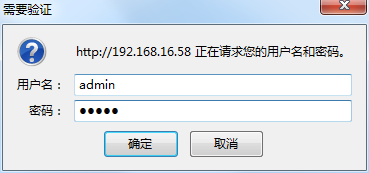 需要验证
http://192.168.16.58 正在请求您的用户名和密码。
用户名： admin
密码： ●●●●●
确定 取消